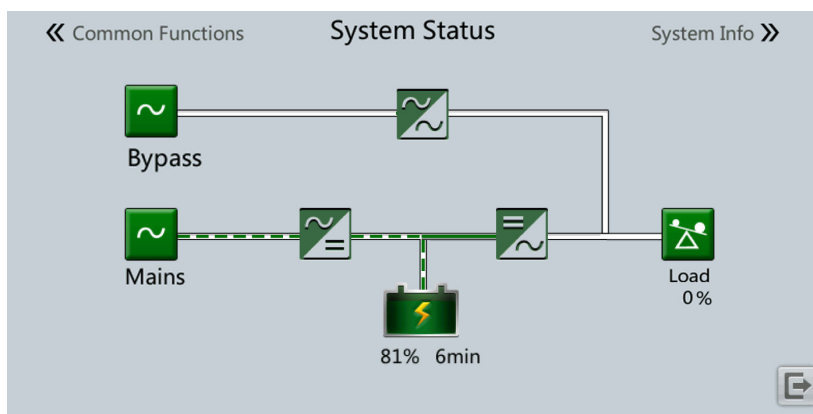 Common Functions
System Status
System Info
Bypass
Mains
Load
0%
81% 6min